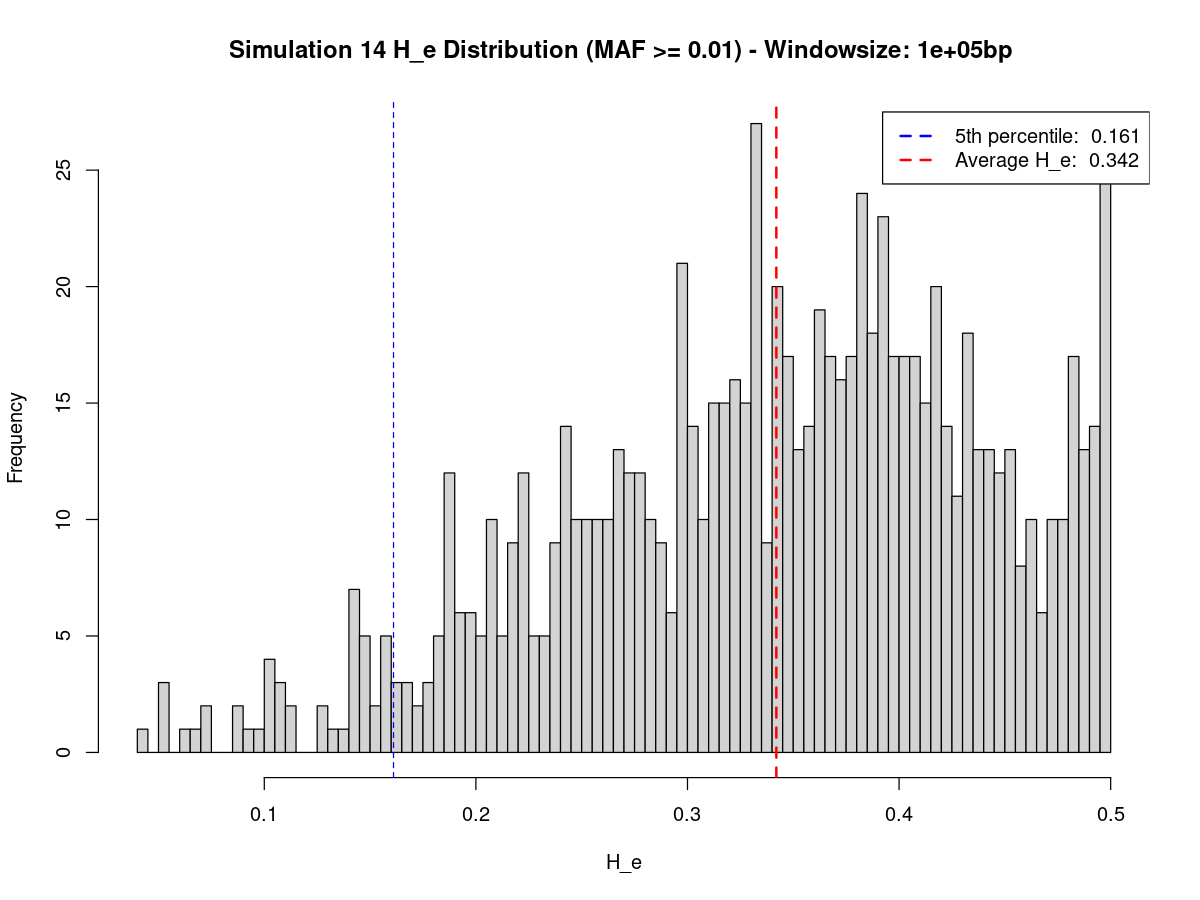 Simulation 14 H_e Distribution (MAF >= 0.01) - Windowsize: 1e+05bp
5th percentile: 0.161
Average H_e: 0.342
Frequency
25
20
15
10
5
0
0.1 0.2 0.3 0.4 0.5
H_e